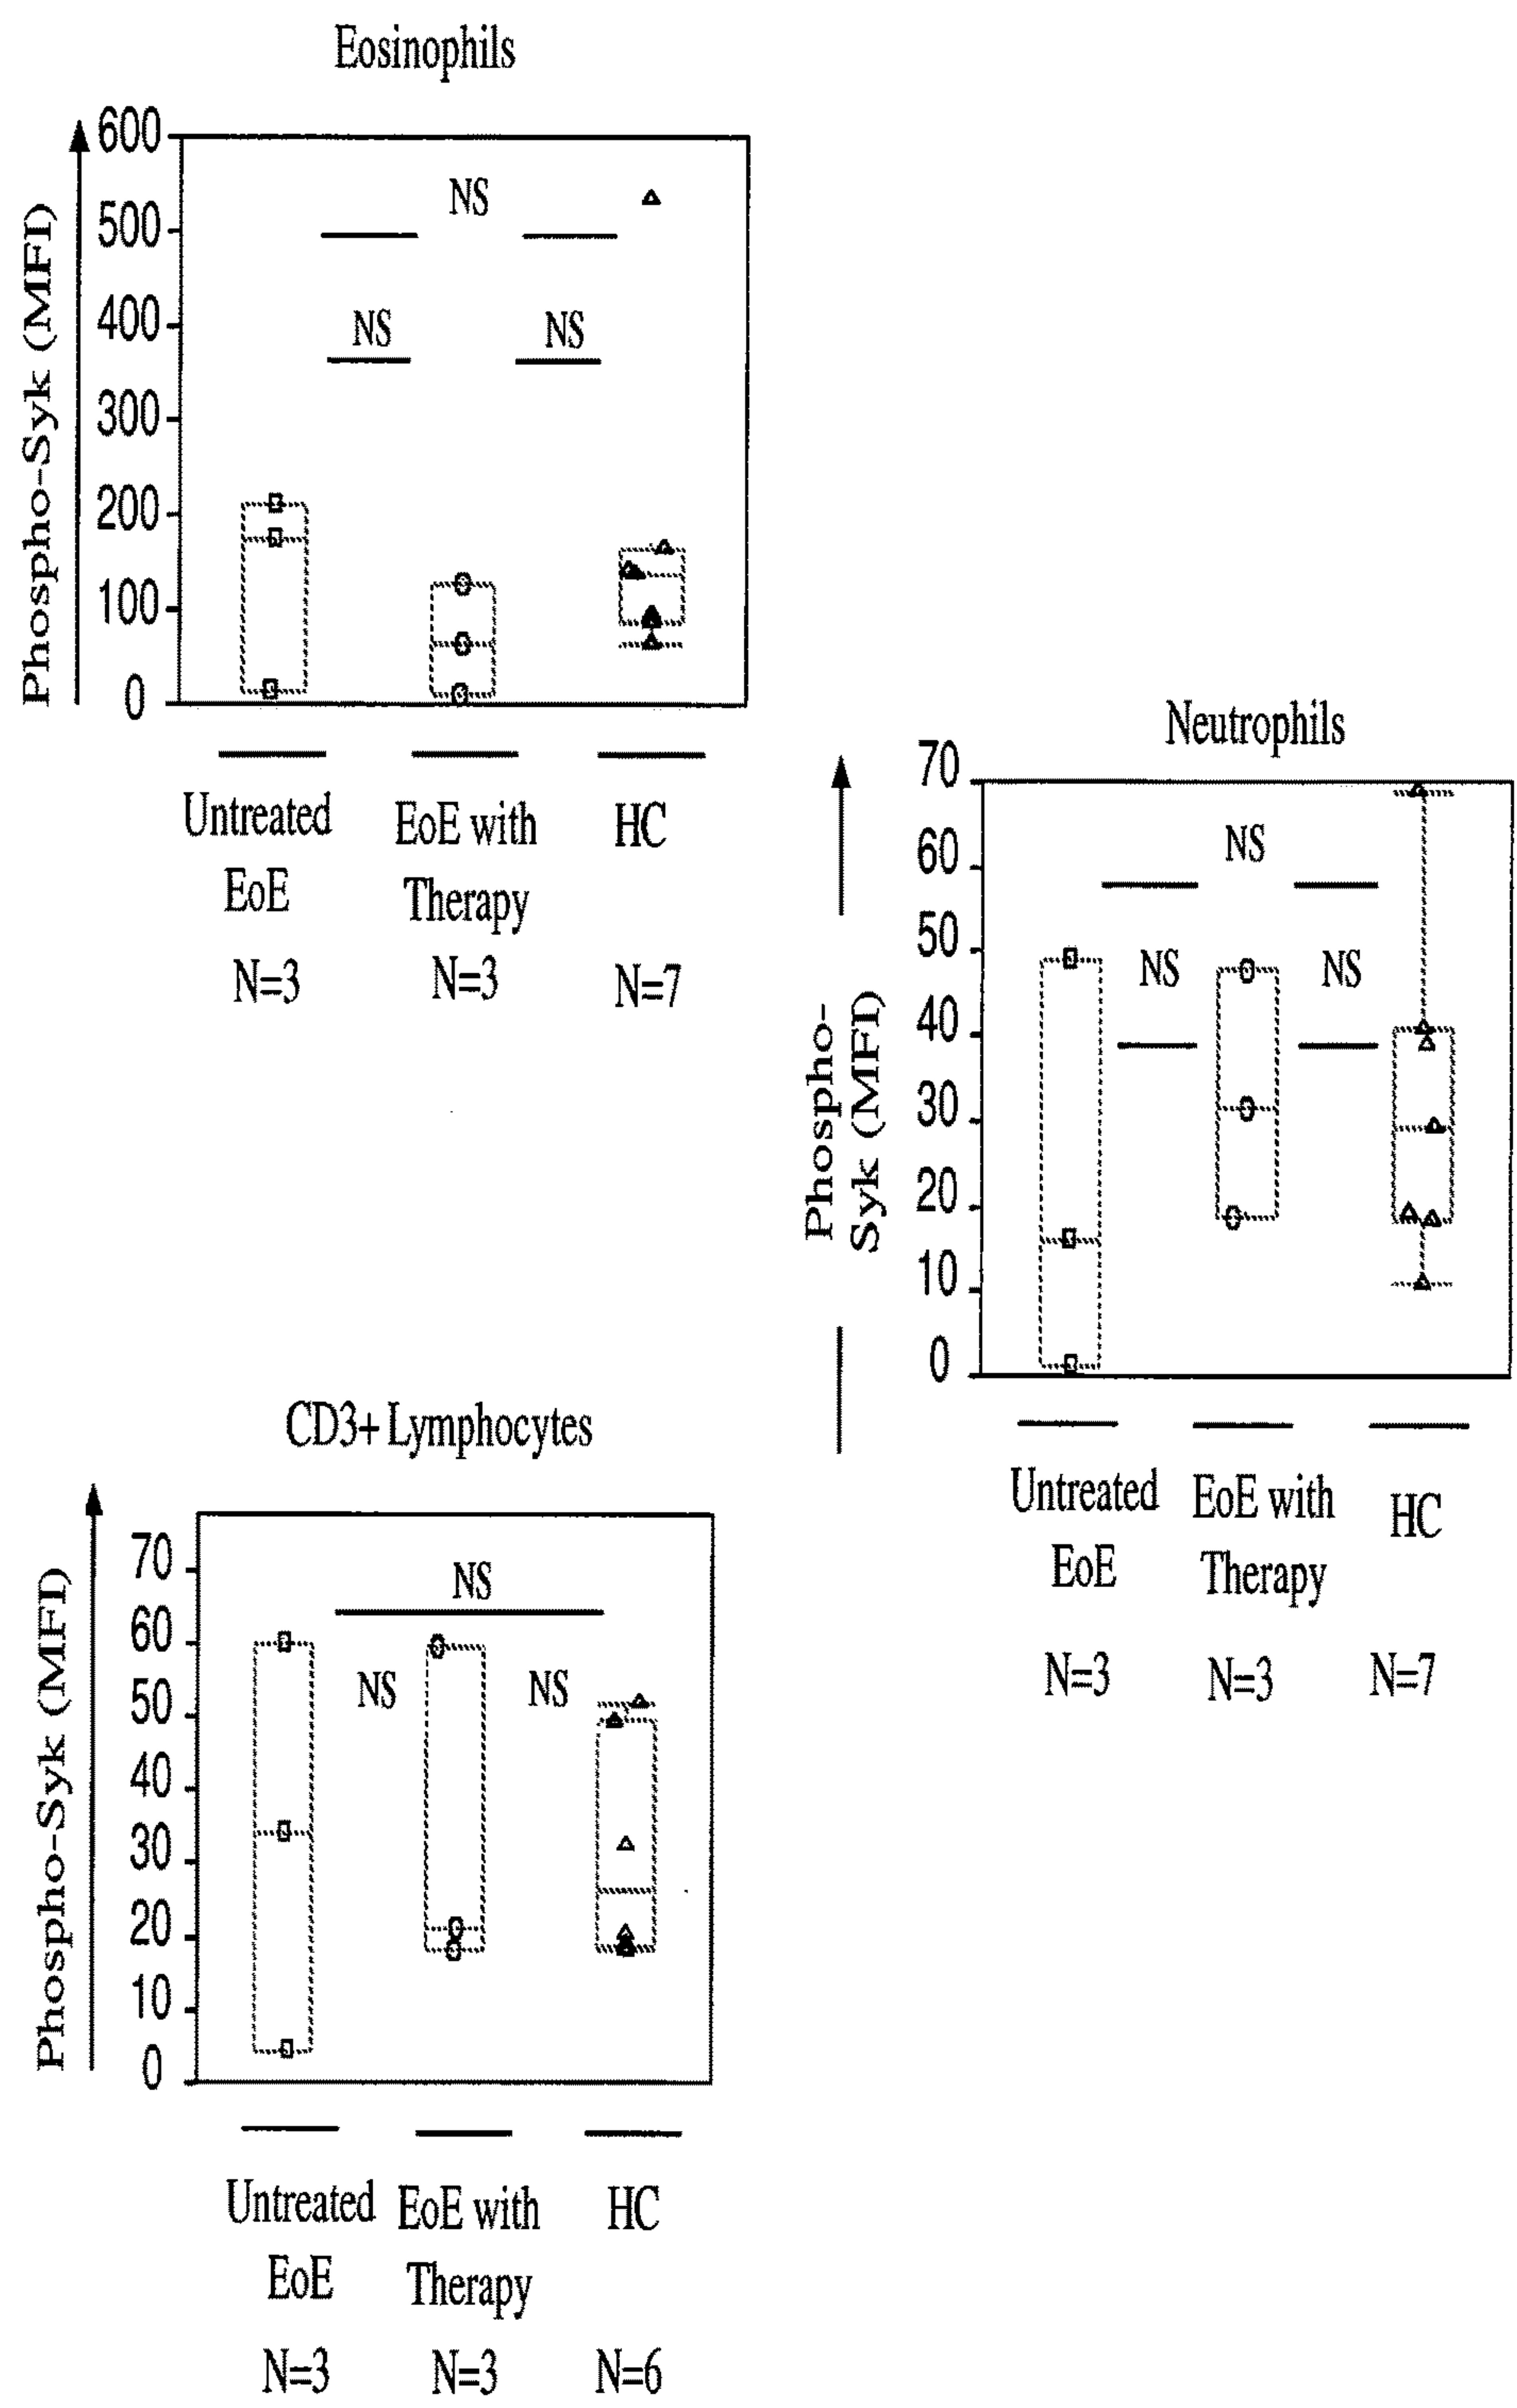 Eosinophils
Phospho-Syk (MFI)
600
500
400
300
200
100
0
NS
NS
NS
Untreated
EoE
N=3
EoE with
Therapy
N=3
HC
N=7
Neutrophils
Phospho-
Syk (MFI)
70
60
50
40
30
20
10
0
NS
NS
NS
Untreated
EoE
N=3
EoE with
Therapy
N=3
HC
N=7
CD3+ Lymphocytes
Phospho-Syk (MFI)
70
60
50
40
30
20
10
0
NS
NS
NS
Untreated
EoE
N=3
EoE with
Therapy
N=3
HC
N=6